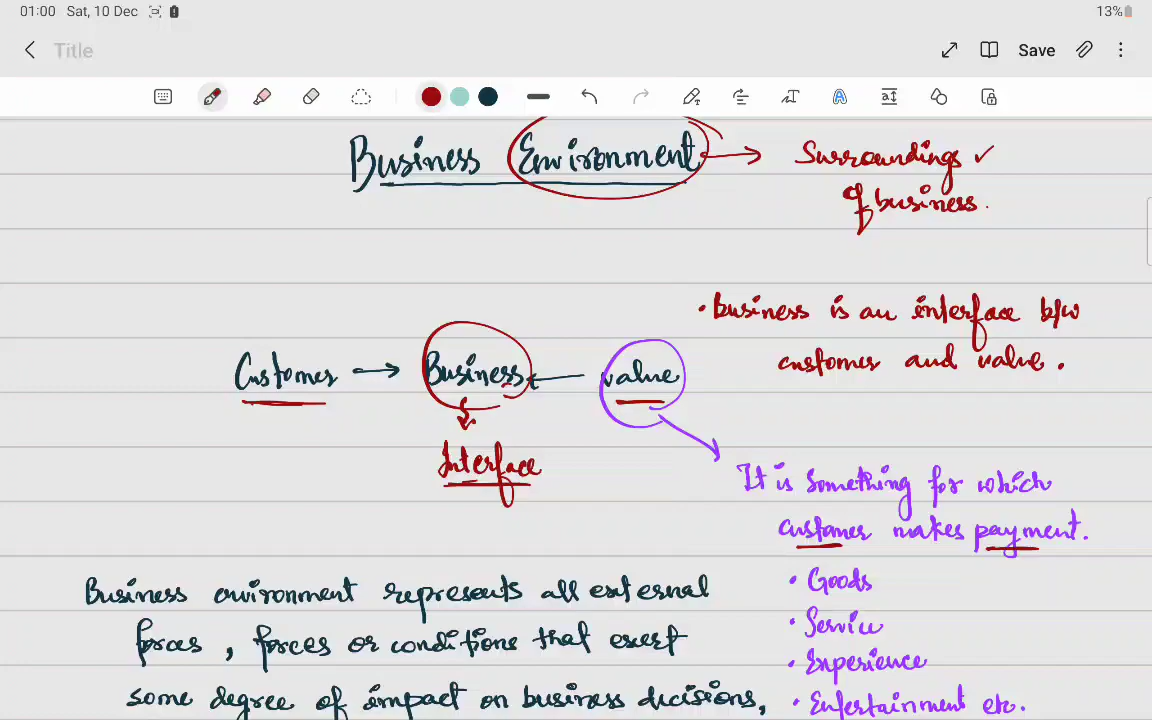 01:00 Sat, 10 Dec
13%
Title
Save
Business Environment → Surroundings ✓
of business.
• Business is an interface b/w
customer and value.
Customer → Business ← value
Interface
It is something for which
customer makes payment.
• Goods
• Service
• Experience
• Entertainment etc.
Business environment represents all external
forces, forces or conditions that exert
some degree of impact on business decisions,